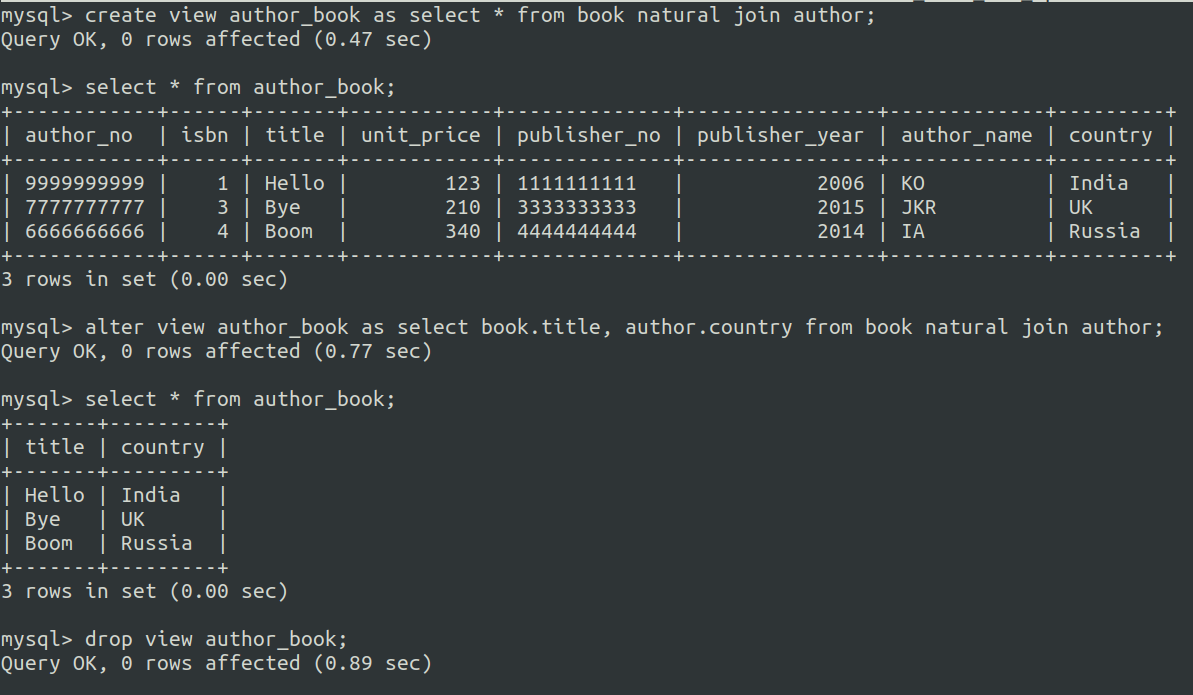 mysql> create view author_book as select * from book natural join author;
Query OK, 0 rows affected (0.47 sec)

mysql> select * from author_book;
+------------+------+-------+------------+--------------+----------------+-------------+---------+
| author_no  | isbn | title | unit_price | publisher_no | publisher_year | author_name | country |
+------------+------+-------+------------+--------------+----------------+-------------+---------+
| 9999999999 |    1 | Hello |        123 | 1111111111   |           2006 | KO          | India   |
| 7777777777 |    3 | Bye   |        210 | 3333333333   |           2015 | JKR         | UK      |
| 6666666666 |    4 | Boom  |        340 | 4444444444   |           2014 | IA          | Russia  |
+------------+------+-------+------------+--------------+----------------+-------------+---------+
3 rows in set (0.00 sec)

mysql> alter view author_book as select book.title, author.country from book natural join author;
Query OK, 0 rows affected (0.77 sec)

mysql> select * from author_book;
+-------+---------+
| title | country |
+-------+---------+
| Hello | India   |
| Bye   | UK      |
| Boom  | Russia  |
+-------+---------+
3 rows in set (0.00 sec)

mysql> drop view author_book;
Query OK, 0 rows affected (0.89 sec)